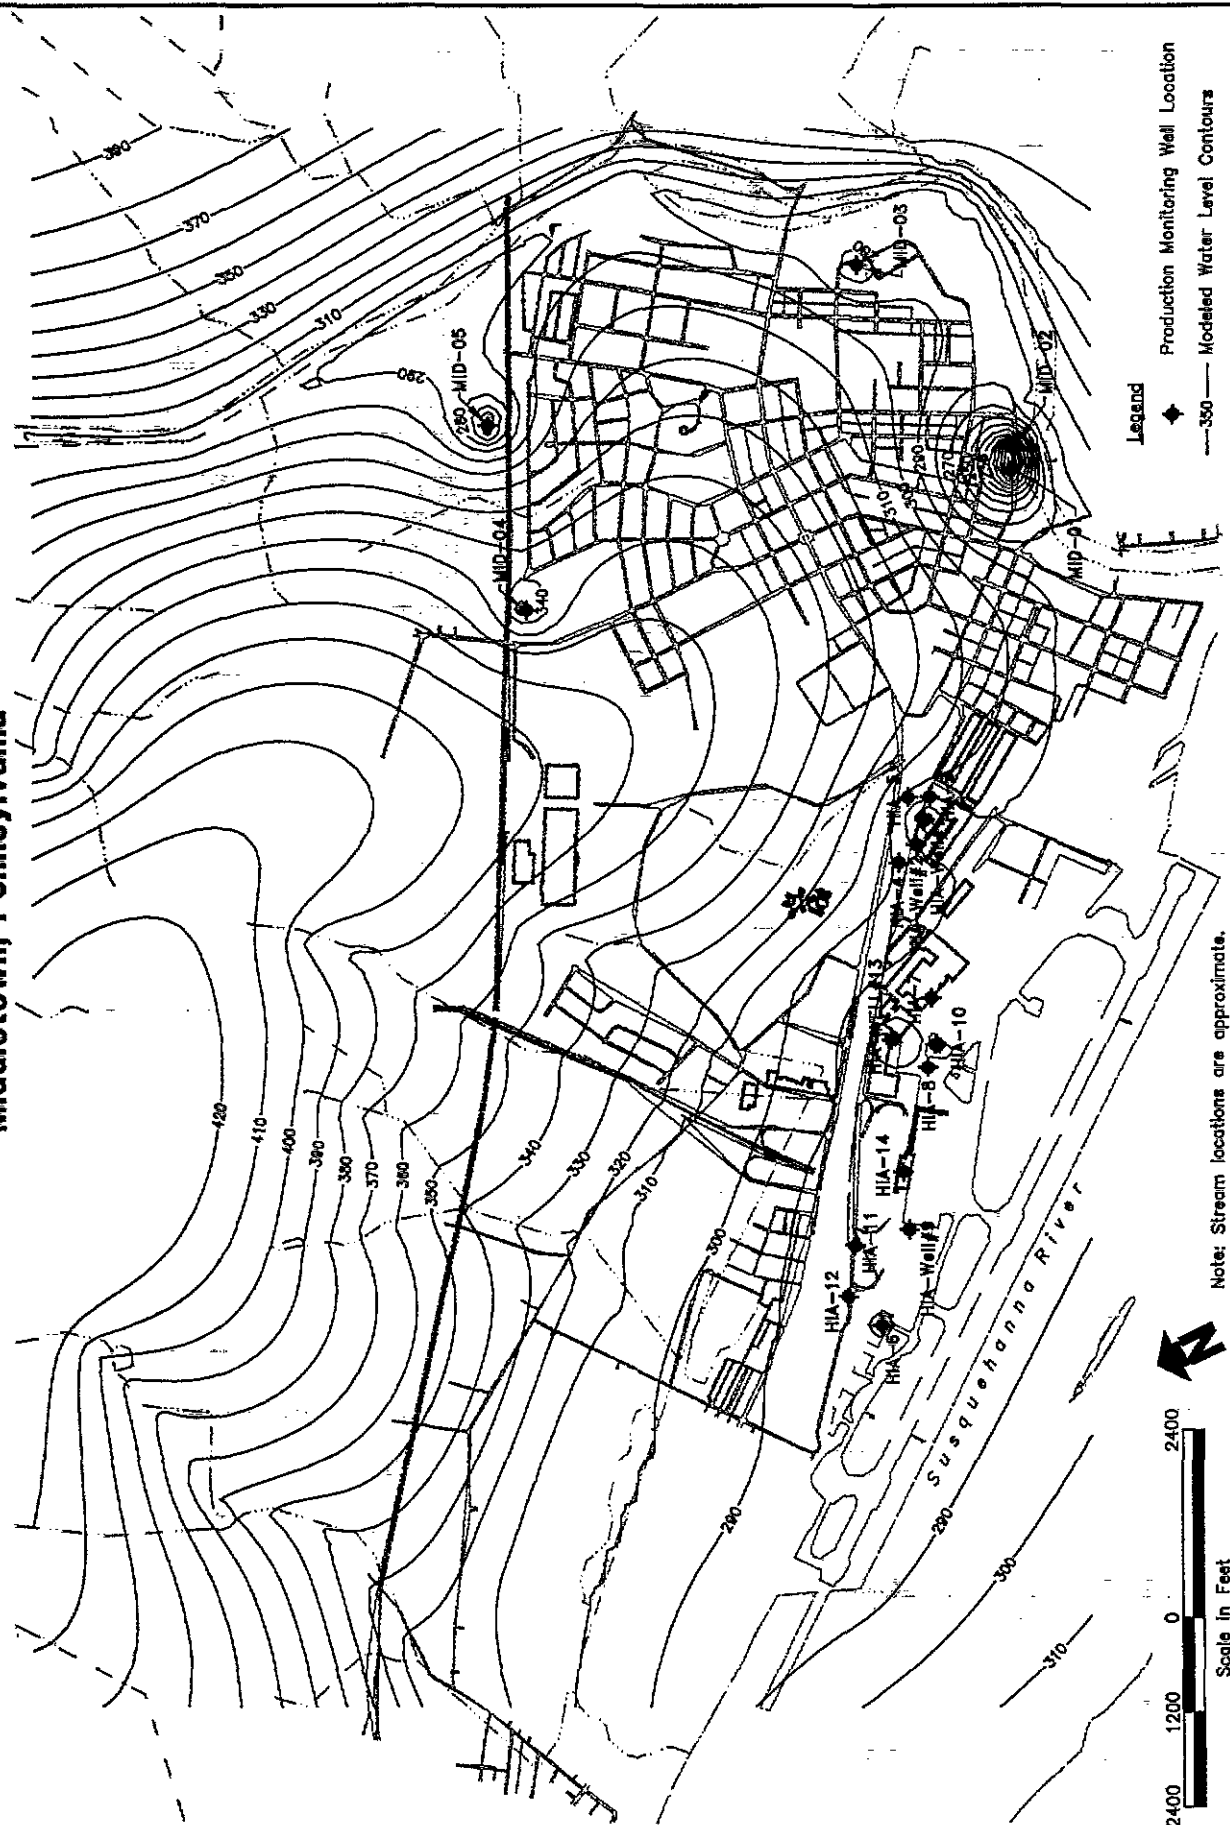 Middletown, Pennsylvania
390
370
350
330
310
290
280
MID-05
MID-04
340
MID-03
MID-02
MID-01
310
300
290
270
420
410
400
390
380
370
360
350
340
330
320
310
300
290
290
300
310
HIA-13
HIA-10
HIA-8
HIA-14
HIA-11
HIA-12
HIA-Well#9
HIA-6
Susquehanna River
Legend
Production Monitoring Well Location
350 Modeled Water Level Contours
Note: Stream locations are approximate.
N
2400 1200 0 2400
Scale in Feet